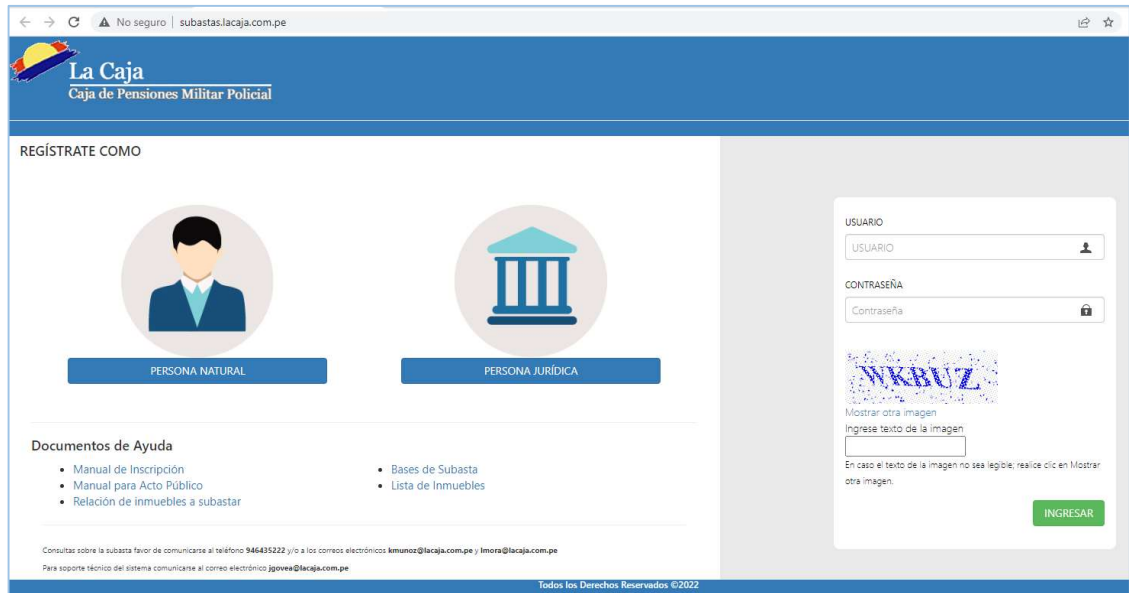 No seguro | subastas.lacaja.com.pe
La Caja
Caja de Pensiones Militar Policial
REGÍSTRATE COMO
PERSONA NATURAL
PERSONA JURÍDICA
Documentos de Ayuda
• Manual de Inscripción
• Manual para Acto Público
• Relación de inmuebles a subastar
• Bases de Subasta
• Lista de Inmuebles
Consultas sobre la subasta favor de comunicarse al teléfono 946435222 y/o a los correos electrónicos kmunoz@lacaja.com.pe y lmora@lacaja.com.pe
Para soporte técnico del sistema comunicarse al correo electrónico jgovea@lacaja.com.pe
USUARIO
USUARIO
CONTRASEÑA
Contraseña
WKBUZ
Mostrar otra imagen
Ingrese texto de la imagen
En caso el texto de la imagen no sea legible; realice clic en Mostrar
otra imagen.
INGRESAR
Todos los Derechos Reservados ©2022